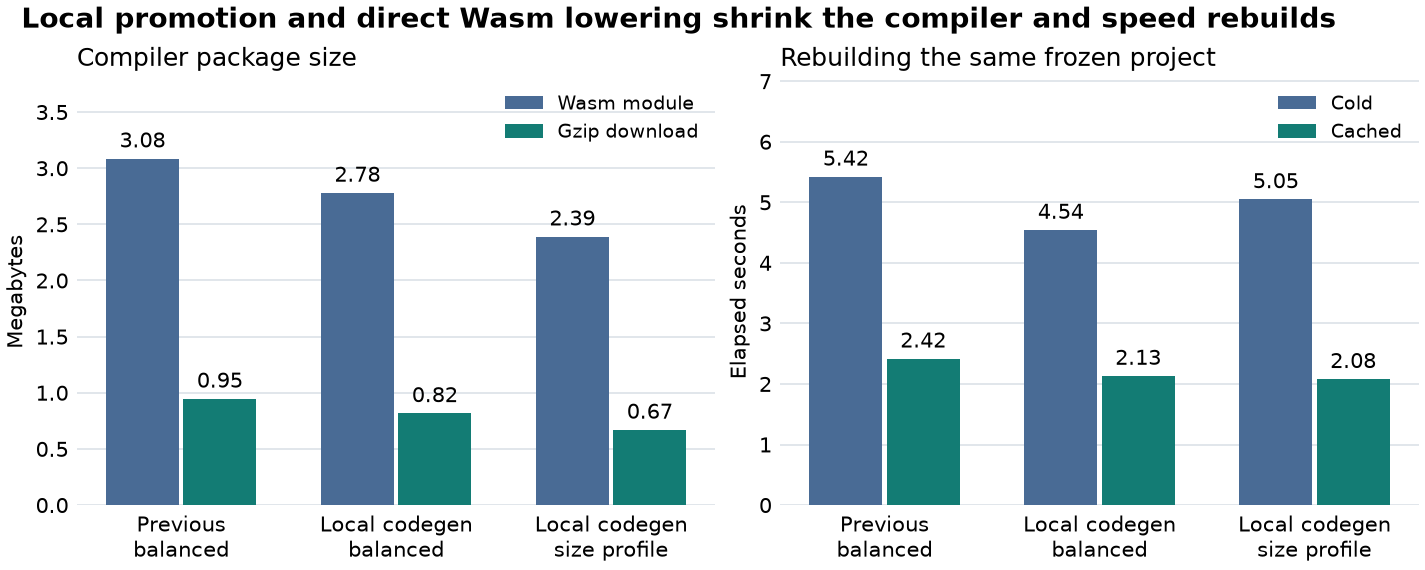 Local promotion and direct Wasm lowering shrink the compiler and speed rebuilds
Compiler package size
Megabytes
3.5
3.0
2.5
2.0
1.5
1.0
0.5
0.0
Wasm module
Gzip download
3.08
0.95
2.78
0.82
2.39
0.67
Previous
balanced
Local codegen
balanced
Local codegen
size profile
Rebuilding the same frozen project
Elapsed seconds
7
6
5
4
3
2
1
0
Cold
Cached
5.42
2.42
4.54
2.13
5.05
2.08
Previous
balanced
Local codegen
balanced
Local codegen
size profile